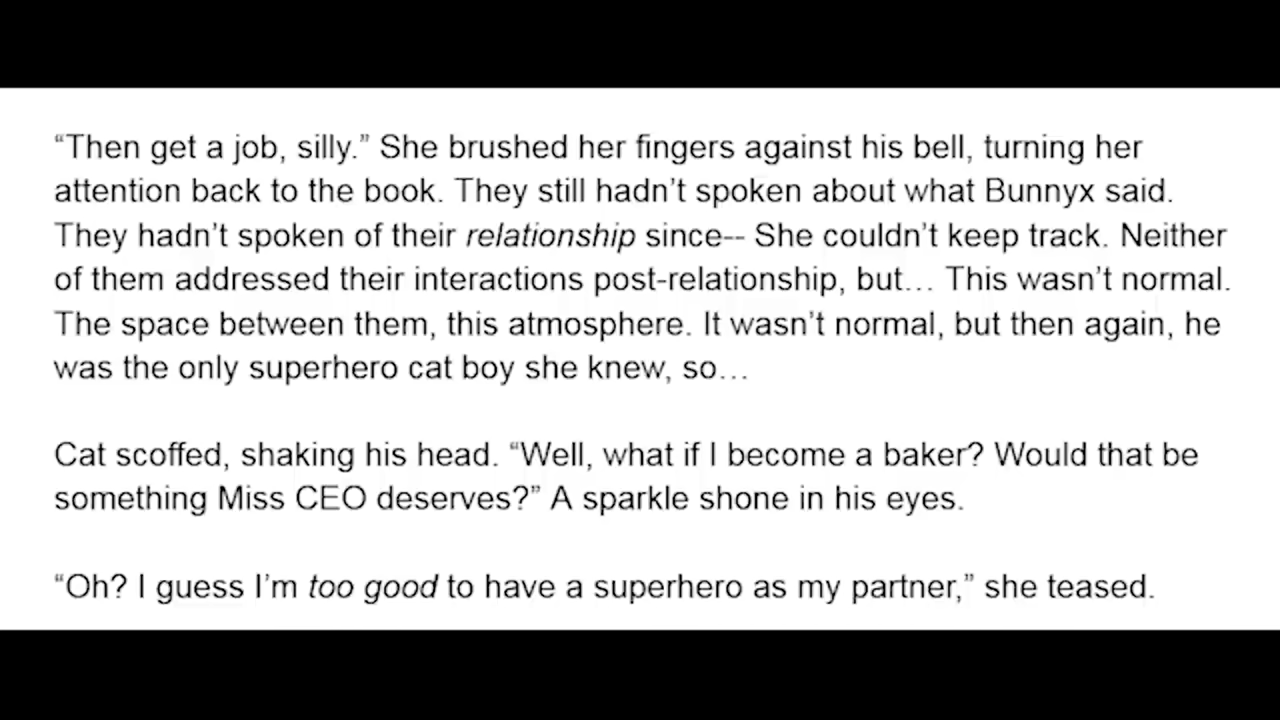 “Then get a job, silly.” She brushed her fingers against his bell, turning her
attention back to the book. They still hadn’t spoken about what Bunnyx said.
They hadn’t spoken of their relationship since-- She couldn’t keep track. Neither
of them addressed their interactions post-relationship, but… This wasn’t normal.
The space between them, this atmosphere. It wasn’t normal, but then again, he
was the only superhero cat boy she knew, so…
Cat scoffed, shaking his head. “Well, what if I become a baker? Would that be
something Miss CEO deserves?” A sparkle shone in his eyes.
“Oh? I guess I’m too good to have a superhero as my partner,” she teased.